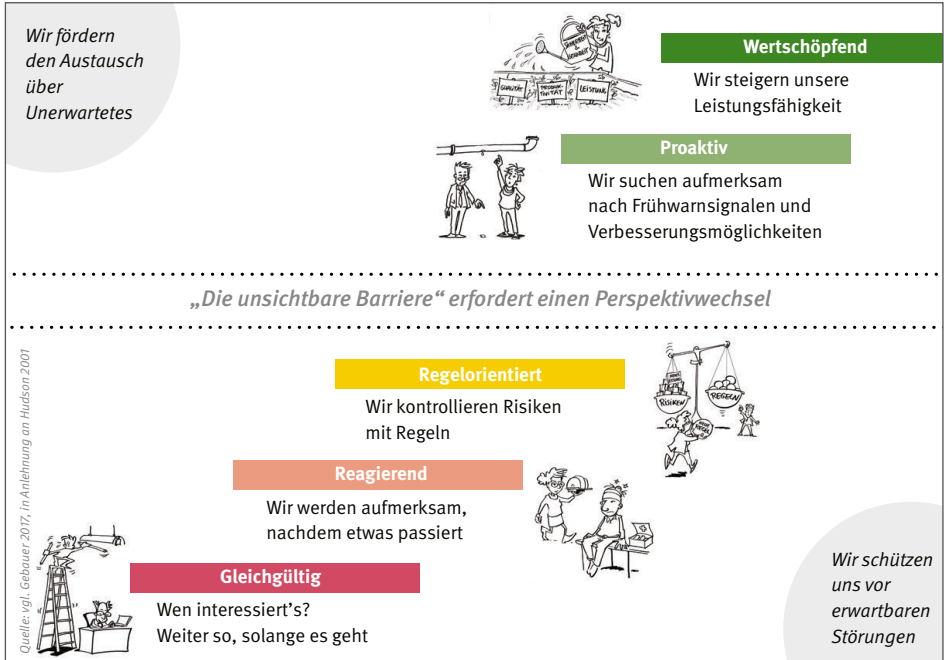 Wir fördern
den Austausch
über
Unerwartetes
QUALITÄT
PRODUK-
TIVITÄT
LEISTUNG
Wertschöpfend
Wir steigern unsere
Leistungsfähigkeit
Proaktiv
Wir suchen aufmerksam
nach Frühwarnsignalen und
Verbesserungsmöglichkeiten
„Die unsichtbare Barriere“ erfordert einen Perspektivwechsel
Regelorientiert
Wir kontrollieren Risiken
mit Regeln
RISIKEN
REGELN
Reagierend
Wir werden aufmerksam,
nachdem etwas passiert
Gleichgültig
Wen interessiert's?
Weiter so, solange es geht
Wir schützen
uns vor
erwartbaren
Störungen
Quelle: vgl. Gebauer 2017, in Anlehnung an Hudson 2001